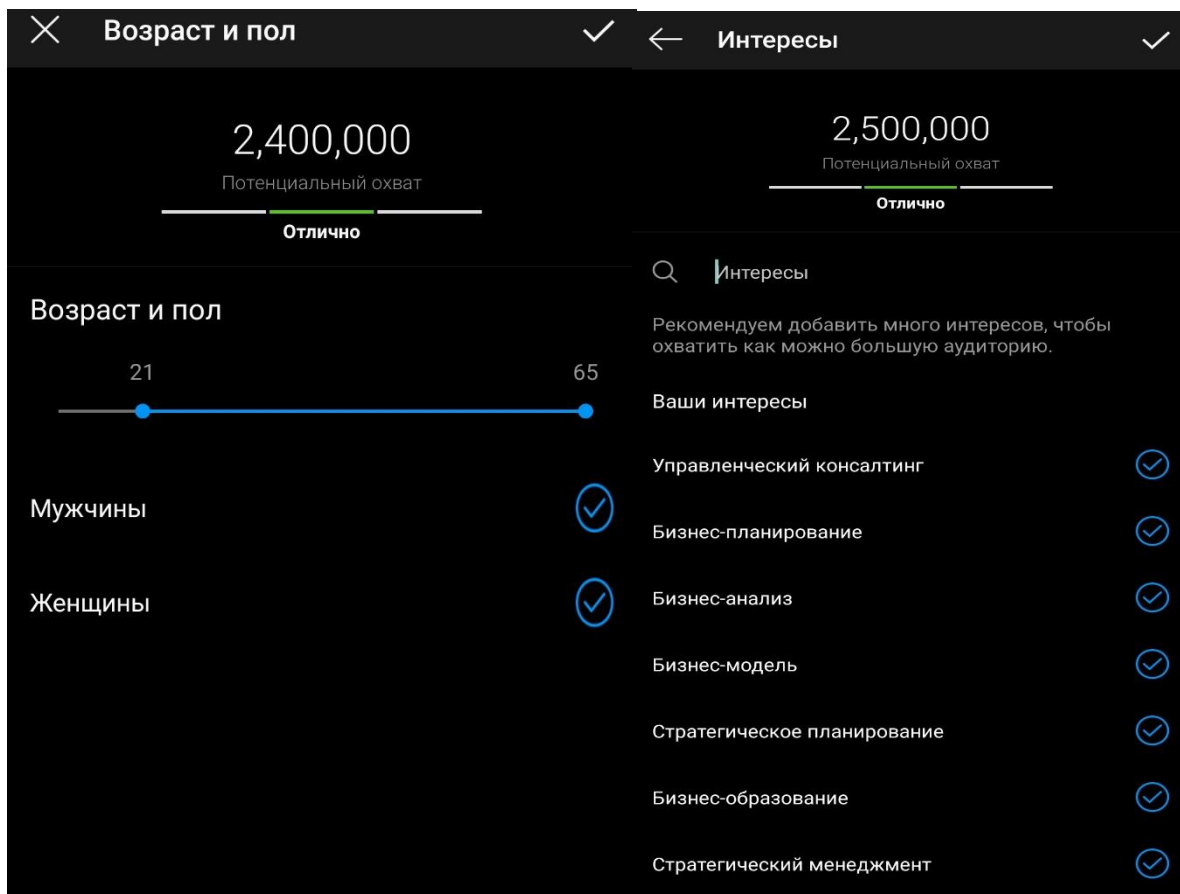 Возраст и пол
2,400,000
Потенциальный охват
Отлично
Возраст и пол
21 65
Мужчины
Женщины
Интересы
2,500,000
Потенциальный охват
Отлично
Интересы
Рекомендуем добавить много интересов, чтобы
охватить как можно большую аудиторию.
Ваши интересы
Управленческий консалтинг
Бизнес-планирование
Бизнес-анализ
Бизнес-модель
Стратегическое планирование
Бизнес-образование
Стратегический менеджмент